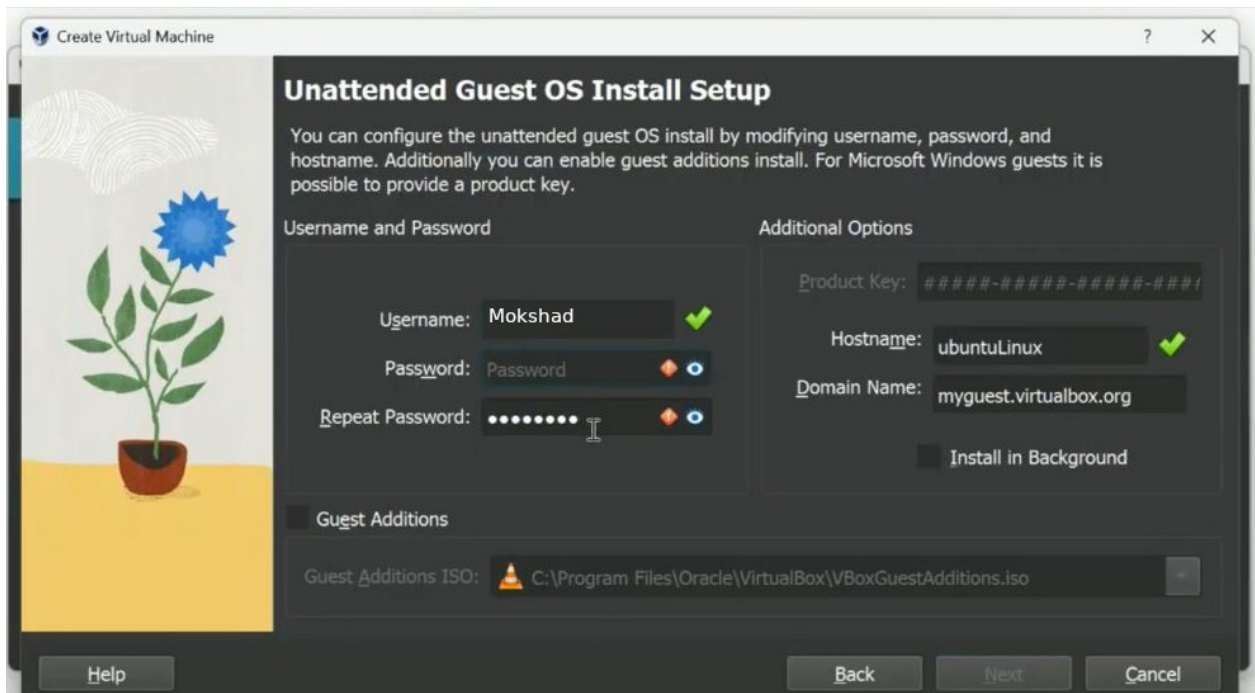 Create Virtual Machine
?
Unattended Guest OS Install Setup
You can configure the unattended guest OS install by modifying username, password, and
hostname. Additionally you can enable guest additions install. For Microsoft Windows guests it is
possible to provide a product key.
Username and Password
Username: Mokshad
Password: Password
Repeat Password: ••••••••
Additional Options
Product Key: #####-#####-#####-###
Hostname: ubuntuLinux
Domain Name: myguest.virtualbox.org
Install in Background
Guest Additions
Guest Additions ISO: C:\Program Files\Oracle\VirtualBox\VBoxGuestAdditions.iso
Help
Back
Next
Cancel